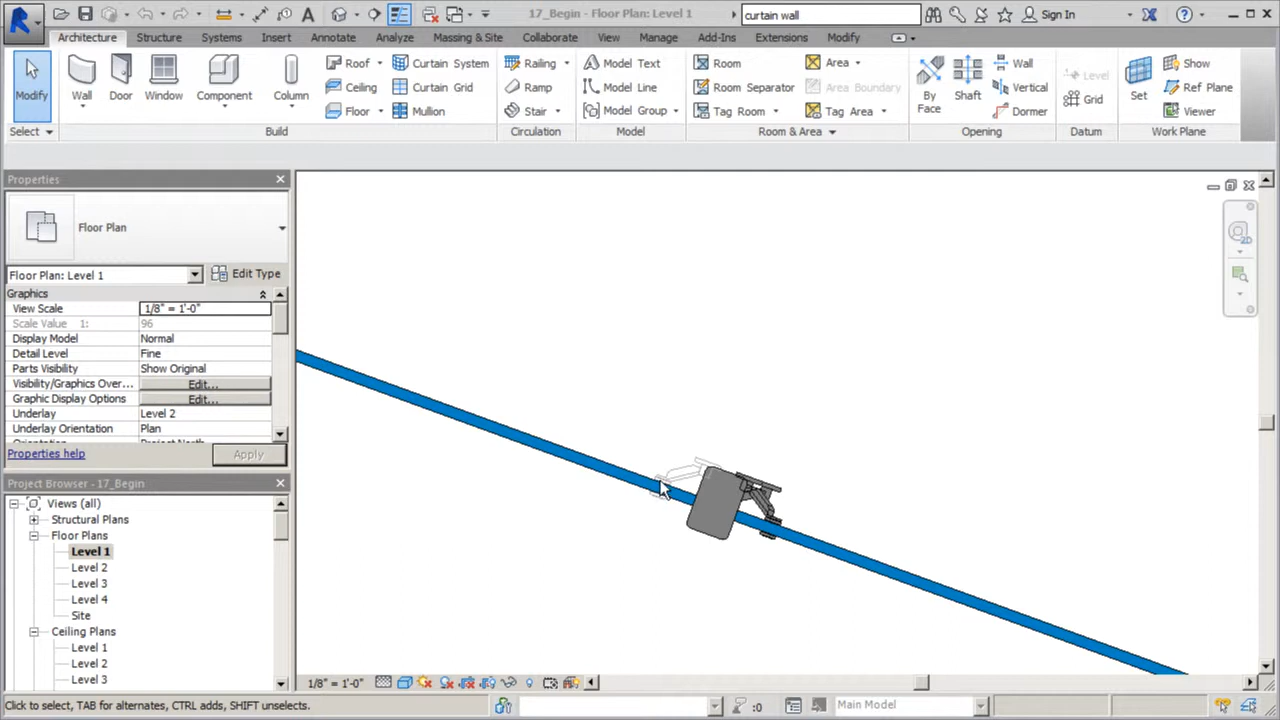 17_Begin - Floor Plan: Level 1
curtain wall
Sign In
Architecture Structure Systems Insert Annotate Analyze Massing & Site Collaborate View Manage Add-Ins Extensions Modify
Modify
Wall
Door
Window
Component
Column
Roof
Ceiling
Floor
Curtain System
Curtain Grid
Mullion
Railing
Ramp
Stair
Model Text
Model Line
Model Group
Room
Room Separator
Tag Room
Area
Area Boundary
Tag Area
By
Face
Shaft
Wall
Vertical
Dormer
Level
Grid
Set
Show
Ref Plane
Viewer
Select Build Circulation Model Room & Area Opening Datum Work Plane
Properties
Floor Plan
Floor Plan: Level 1 Edit Type
Graphics
View Scale 1/8" = 1'-0"
Scale Value 1: 96
Display Model Normal
Detail Level Fine
Parts Visibility Show Original
Visibility/Graphics Over... Edit...
Graphic Display Options Edit...
Underlay Level 2
Underlay Orientation Plan
Orientation Project North
Properties help Apply
Project Browser - 17_Begin
Views (all)
Structural Plans
Floor Plans
Level 1
Level 2
Level 3
Level 4
Site
Ceiling Plans
Level 1
Level 2
Level 3
2D
1/8" = 1'-0"
Click to select, TAB for alternates, CTRL adds, SHIFT unselects.
:0
Main Model